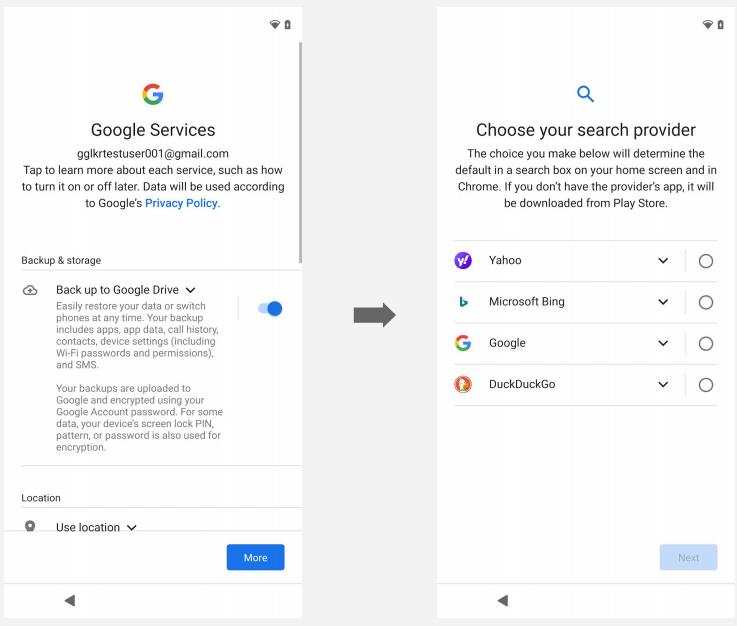 Google Services
gglkrtestuser001@gmail.com
Tap to learn more about each service, such as how
to turn it on or off later. Data will be used according
to Google's Privacy Policy.
Backup & storage
Back up to Google Drive
Easily restore your data or switch
phones at any time. Your backup
includes apps, app data, call history,
contacts, device settings (including
Wi-Fi passwords and permissions),
and SMS.
Your backups are uploaded to
Google and encrypted using your
Google Account password. For some
data, your device's screen lock PIN,
pattern, or password is also used for
encryption.
Location
Use location
More
Choose your search provider
The choice you make below will determine the
default in a search box on your home screen and in
Chrome. If you don't have the provider's app, it will
be downloaded from Play Store.
Yahoo
Microsoft Bing
Google
DuckDuckGo
Next